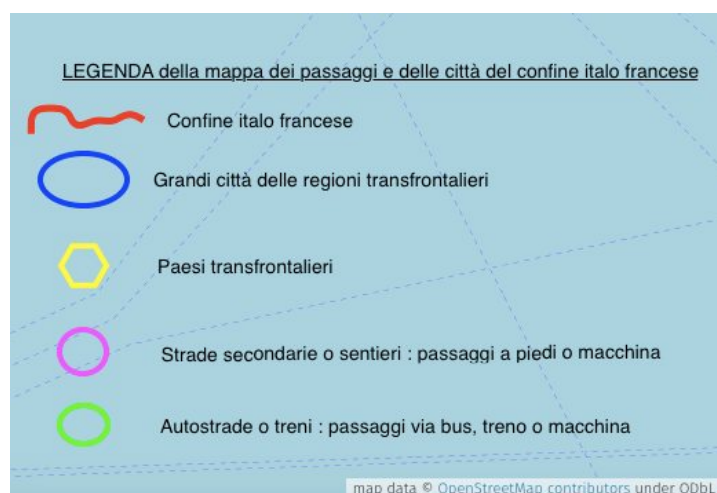 LEGENDA della mappa dei passaggi e delle città del confine italo francese
Confine italo francese
Grandi città delle regioni transfrontalieri
Paesi transfrontalieri
Strade secondarie o sentieri : passaggi a piedi o macchina
Autostrade o treni : passaggi via bus, treno o macchina
map data © OpenStreetMap contributors under ODbL